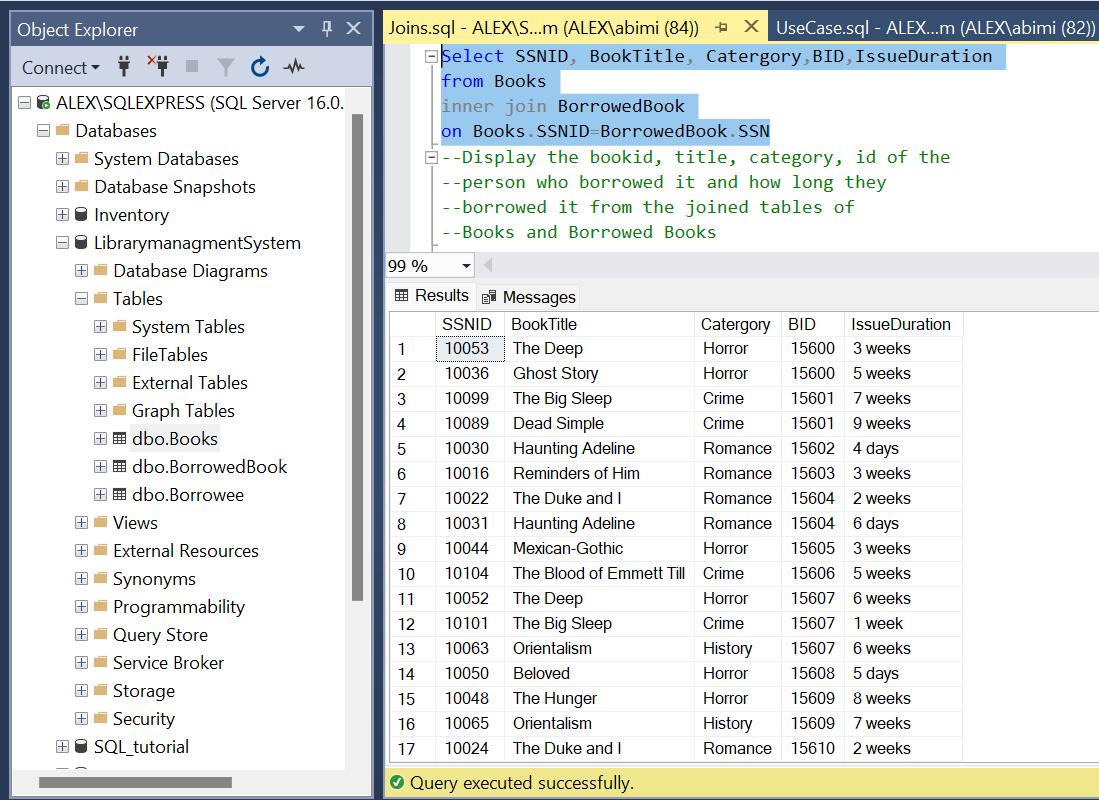 Object Explorer
Connect
ALEX\SQLEXPRESS (SQL Server 16.0.
Databases
System Databases
Database Snapshots
Inventory
LibrarymanagmentSystem
Database Diagrams
Tables
System Tables
FileTables
External Tables
Graph Tables
dbo.Books
dbo.BorrowedBook
dbo.Borrowee
Views
External Resources
Synonyms
Programmability
Query Store
Service Broker
Storage
Security
SQL_tutorial
Joins.sql - ALEX\S...m (ALEX\abimi (84)) UseCase.sql - ALEX...m (ALEX\abimi (82))
Select SSNID, BookTitle, Catergory,BID,IssueDuration
from Books
inner join BorrowedBook
on Books.SSNID=BorrowedBook.SSN
--Display the bookid, title, category, id of the
--person who borrowed it and how long they
--borrowed it from the joined tables of
--Books and Borrowed Books
99 %
Results Messages
SSNID BookTitle Catergory BID IssueDuration
1 10053 The Deep Horror 15600 3 weeks
2 10036 Ghost Story Horror 15600 5 weeks
3 10099 The Big Sleep Crime 15601 7 weeks
4 10089 Dead Simple Crime 15601 9 weeks
5 10030 Haunting Adeline Romance 15602 4 days
6 10016 Reminders of Him Romance 15603 3 weeks
7 10022 The Duke and I Romance 15604 2 weeks
8 10031 Haunting Adeline Romance 15604 6 days
9 10044 Mexican-Gothic Horror 15605 3 weeks
10 10104 The Blood of Emmett Till Crime 15606 5 weeks
11 10052 The Deep Horror 15607 6 weeks
12 10101 The Big Sleep Crime 15607 1 week
13 10063 Orientalism History 15607 6 weeks
14 10050 Beloved Horror 15608 5 days
15 10048 The Hunger Horror 15609 8 weeks
16 10065 Orientalism History 15609 7 weeks
17 10024 The Duke and I Romance 15610 2 weeks
Query executed successfully.